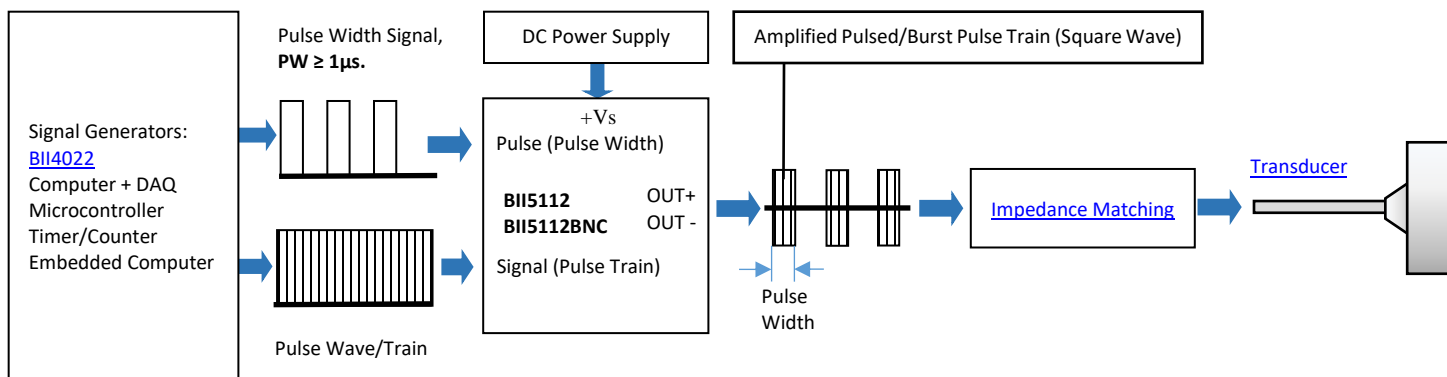 Signal Generators:
BII4022
Computer + DAQ
Microcontroller
Timer/Counter
Embedded Computer
Pulse Width Signal,
PW ≥ 1µs.
Pulse Wave/Train
DC Power Supply
+Vs
Pulse (Pulse Width)
BII5112 OUT+
BII5112BNC OUT -
Signal (Pulse Train)
Amplified Pulsed/Burst Pulse Train (Square Wave)
Pulse
Width
Impedance Matching
Transducer